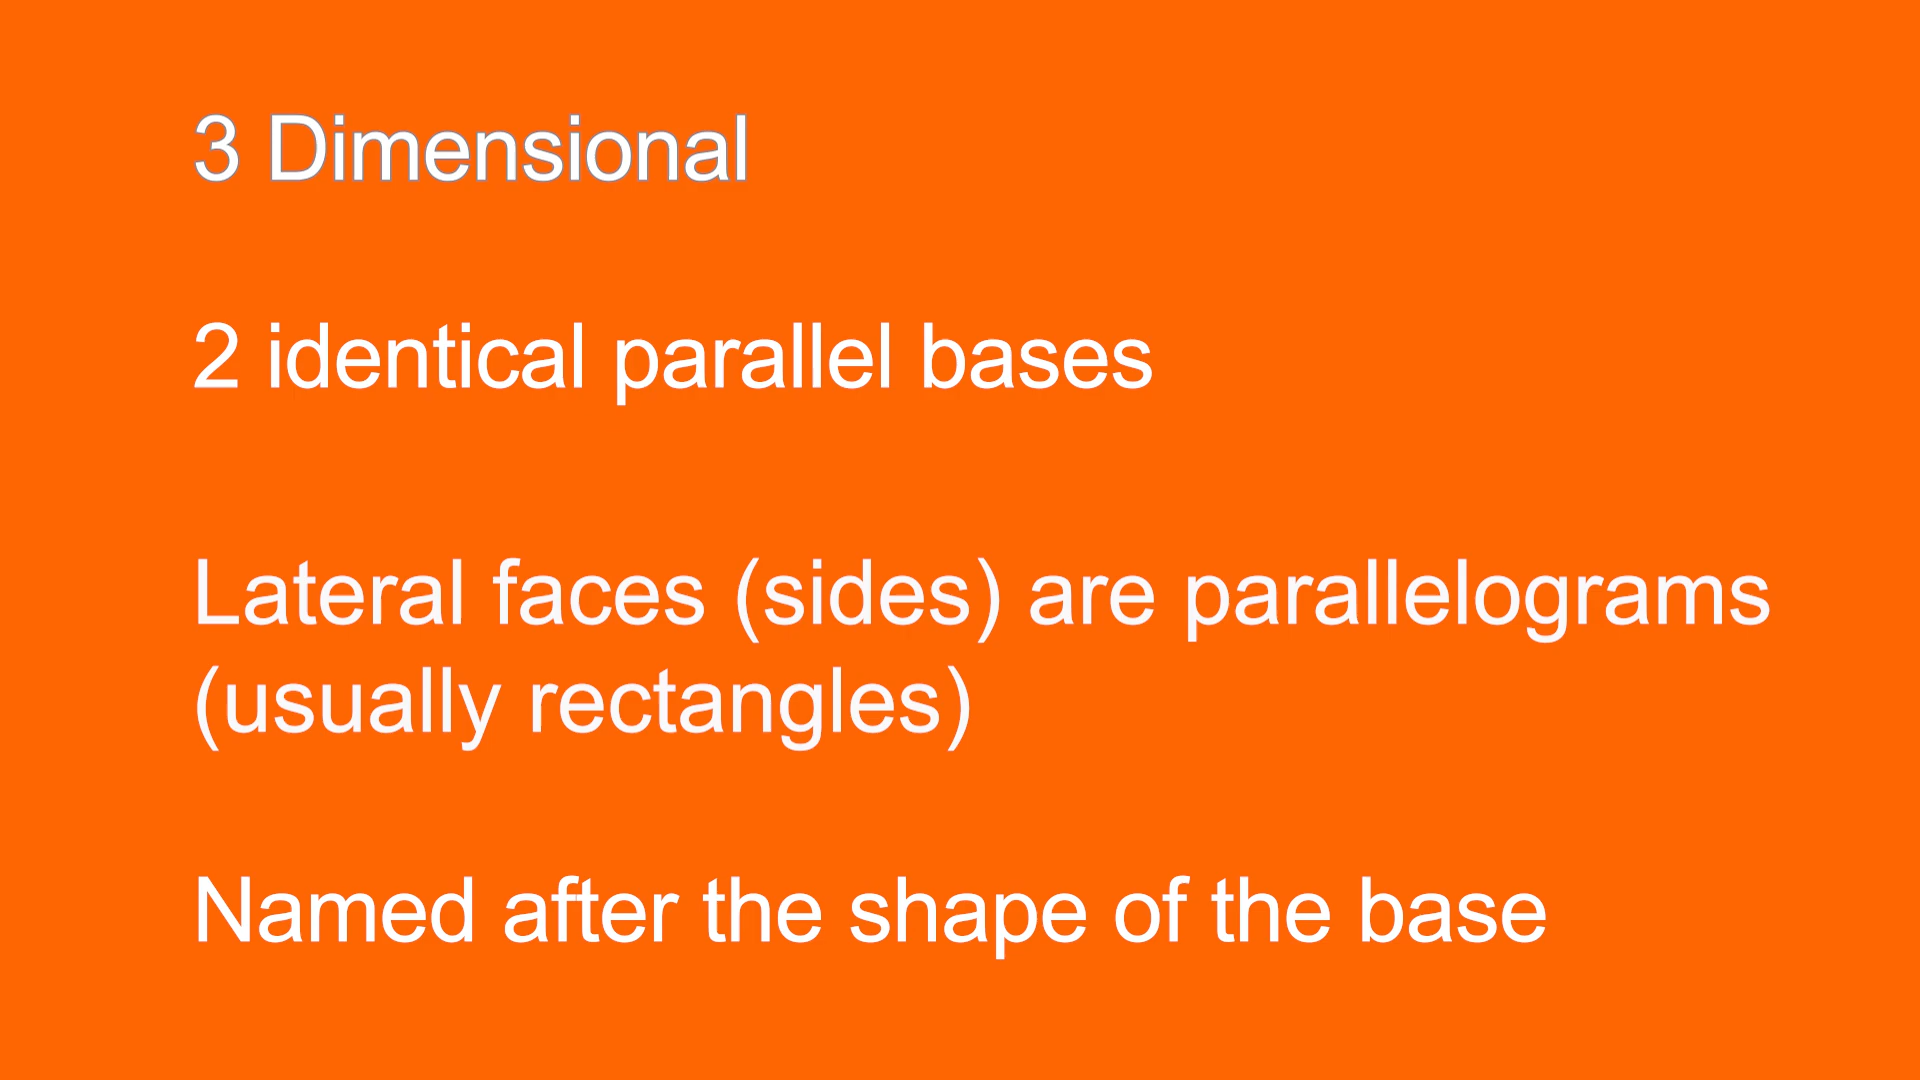 3 Dimensional
2 identical parallel bases
Lateral faces (sides) are parallelograms
(usually rectangles)
Named after the shape of the base